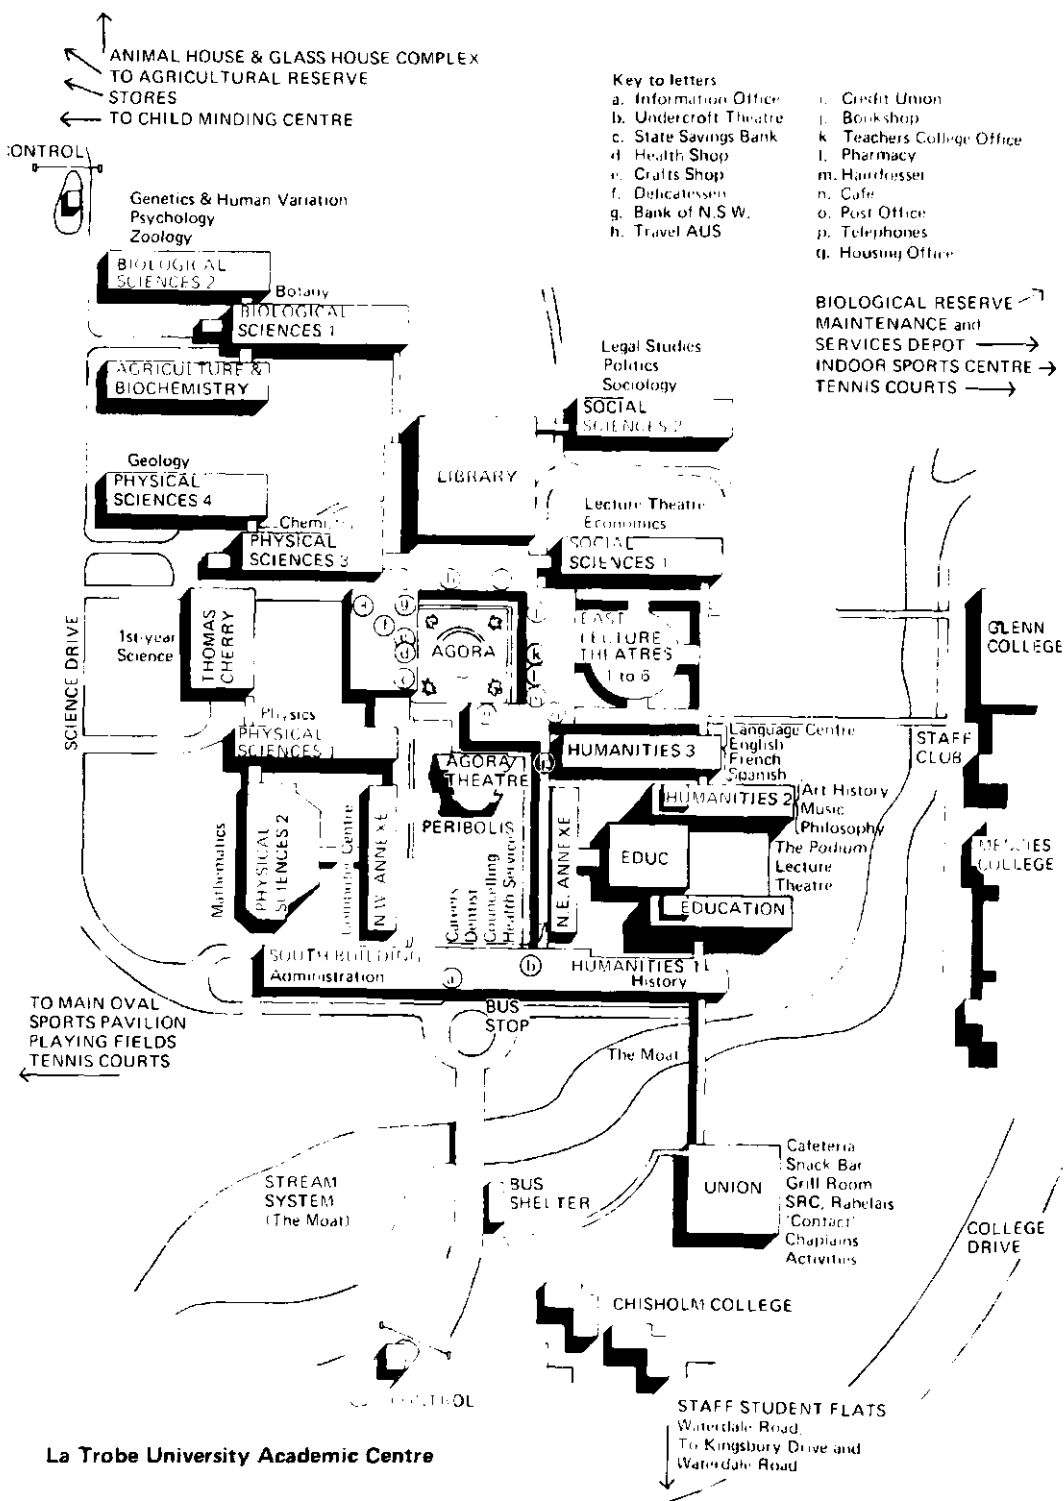 ANIMAL HOUSE & GLASS HOUSE COMPLEX
TO AGRICULTURAL RESERVE
STORES
TO CHILD MINDING CENTRE
Key to letters
a. Information Office
b. Undercroft Theatre
c. State Savings Bank
d. Health Shop
e. Crafts Shop
f. Delicatessen
g. Bank of N.S.W.
h. Travel AUS
i. Credit Union
j. Bookshop
k. Teachers College Office
l. Pharmacy
m. Hairdresser
n. Cafe
o. Post Office
p. Telephones
q. Housing Office
CONTROL
Genetics & Human Variation
Psychology
Zoology
BIOLOGICAL
SCIENCES 2
Botany
BIOLOGICAL
SCIENCES 1
AGRICULTURE &
BIOCHEMISTRY
BIOLOGICAL RESERVE
MAINTENANCE and
SERVICES DEPOT
INDOOR SPORTS CENTRE
TENNIS COURTS
Legal Studies
Politics
Sociology
SOCIAL
SCIENCES 2
LIBRARY
Geology
PHYSICAL
SCIENCES 4
PHYSICAL
SCIENCES 3
Lecture Theatre
Economics
SOCIAL
SCIENCES 1
SCIENCE DRIVE
1st-year
Science
THOMAS
CHERRY
g
f
d
AGORA
k
EAST
LECTURE
THEATRES
1 to 6
GLENN
COLLEGE
Physics
PHYSICAL
SCIENCES 1
AGORA
THEATRE
PERIBOLIS
HUMANITIES 3
Language Centre
English
French
Spanish
STAFF
CLUB
HUMANITIES 2
Art History
Music
Philosophy
MENZIES
COLLEGE
Mathematics
PHYSICAL
SCIENCES 2
Computer Centre
N.W. ANNEXE
Careers
Dentist
Councelling
Health Service
N.E. ANNEXE
EDUC
The Podium
Lecture
Theatre
EDUCATION
SOUTH BUILDING
Administration
a
b
HUMANITIES 1
History
TO MAIN OVAL
SPORTS PAVILION
PLAYING FIELDS
TENNIS COURTS
BUS
STOP
The Moat
STREAM
SYSTEM
(The Moat)
BUS
SHELTER
UNION
Cafeteria
Snack Bar
Grill Room
SRC, Rabelais
'Contact'
Chaplains
Activities
COLLEGE
DRIVE
CHISHOLM COLLEGE
STAFF STUDENT FLATS
Waterdale Road,
To Kingsbury Drive and
Waterdale Road
La Trobe University Academic Centre